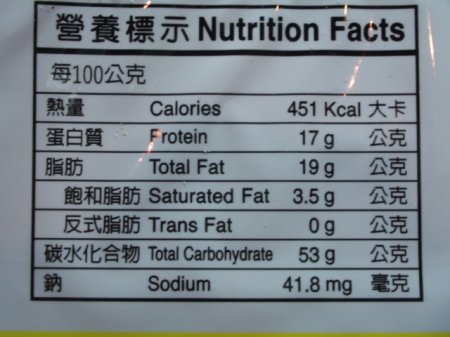 營養標示 Nutrition Facts
每100公克
熱量 Calories 451 Kcal 大卡
蛋白質 Protein 17 g 公克
脂肪 Total Fat 19 g 公克
飽和脂肪 Saturated Fat 3.5 g 公克
反式脂肪 Trans Fat 0 g 公克
碳水化合物 Total Carbohydrate 53 g 公克
鈉 Sodium 41.8 mg 毫克